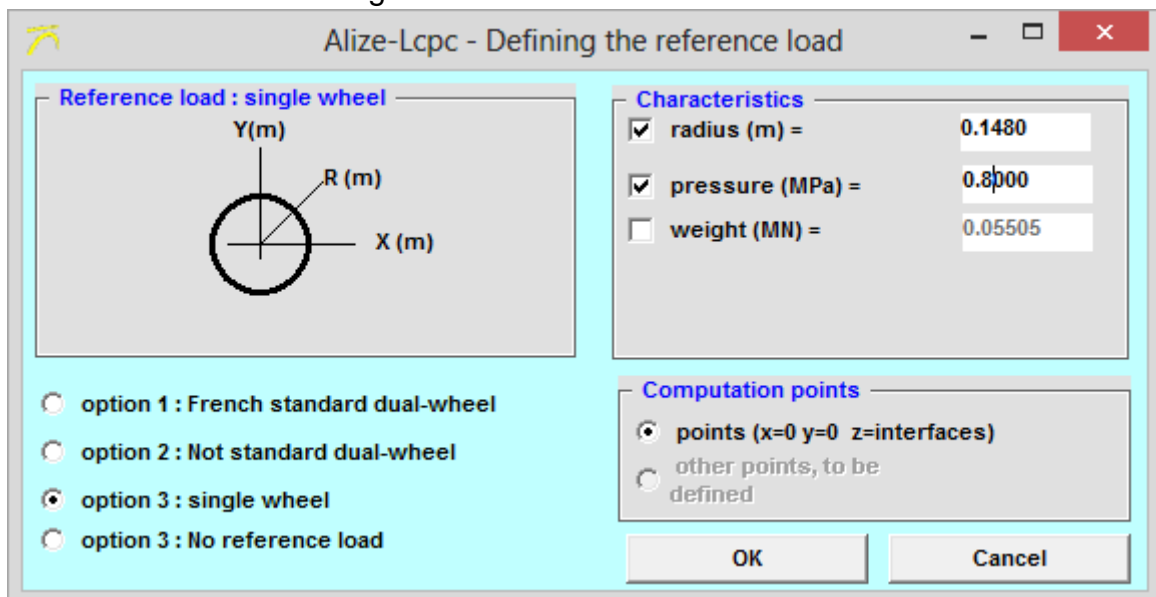 Alize-Lcpc - Defining the reference load
Reference load : single wheel
Y(m)
R (m)
X (m)
Characteristics
radius (m) = 0.1480
pressure (MPa) = 0.8000
weight (MN) = 0.05505
option 1 : French standard dual-wheel
option 2 : Not standard dual-wheel
option 3 : single wheel
option 3 : No reference load
Computation points
points (x=0 y=0 z=interfaces)
other points, to be
defined
OK
Cancel